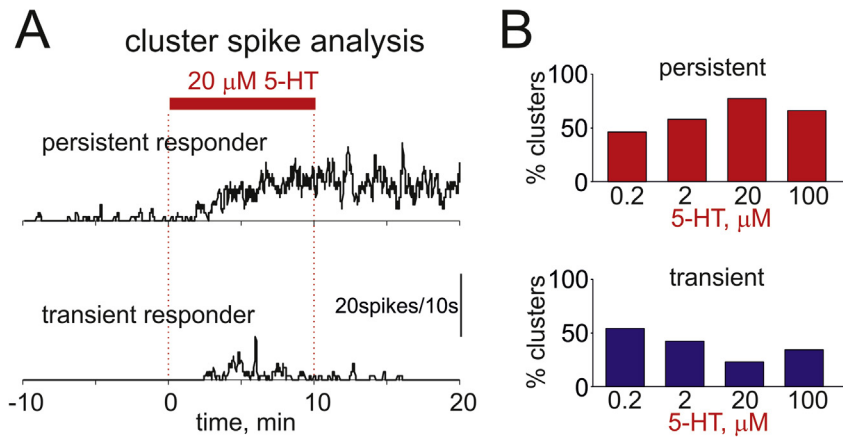 A
cluster spike analysis
20 μM 5-HT
persistent responder
20spikes/10s
transient responder
-10 0 10 20
time, min
B
persistent
100
50
0
% clusters
0.2 2 20 100
5-HT, μM
transient
100
50
0
% clusters
0.2 2 20 100
5-HT, μM